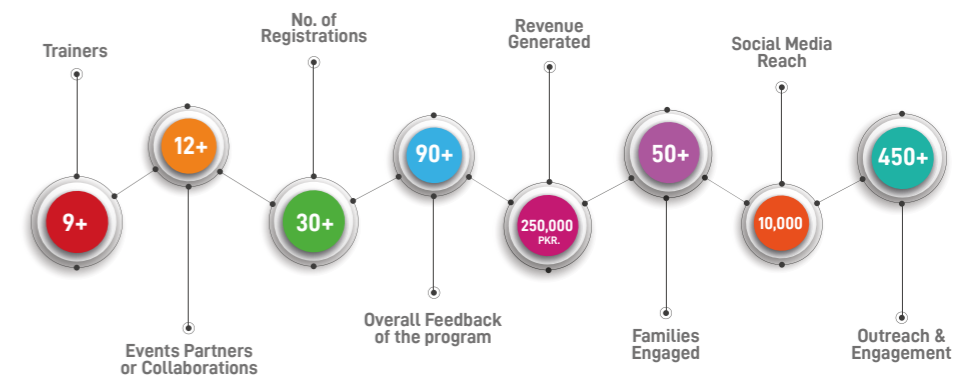 Trainers
9+
12+
Events Partners
or Collaborations
No. of
Registrations
30+
90+
Overall Feedback
of the program
Revenue
Generated
250,000
PKR.
50+
Families
Engaged
Social Media
Reach
10,000
450+
Outreach &
Engagement